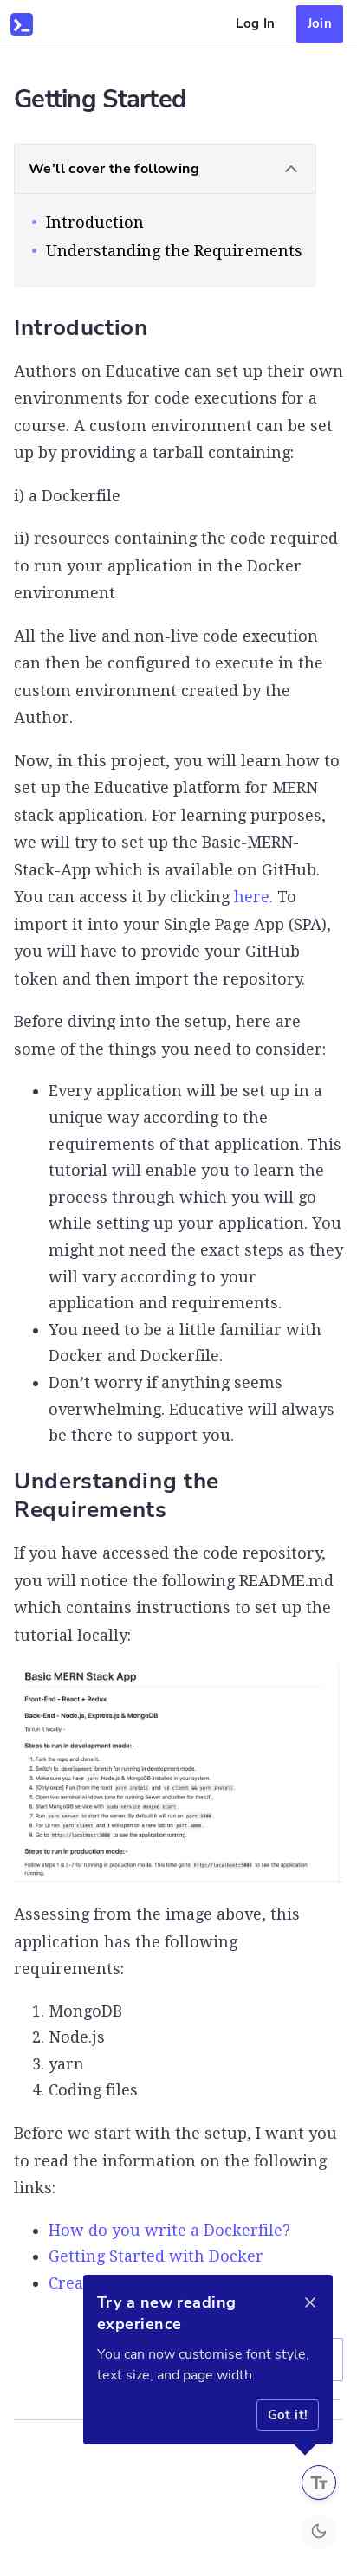 Log In
Join
Getting Started
We'll cover the following
Introduction
Understanding the Requirements
Introduction
Authors on Educative can set up their own
environments for code executions for a
course. A custom environment can be set
up by providing a tarball containing:
i) a Dockerfile
ii) resources containing the code required
to run your application in the Docker
environment
All the live and non-live code execution
can then be configured to execute in the
custom environment created by the
Author.
Now, in this project, you will learn how to
set up the Educative platform for MERN
stack application. For learning purposes,
we will try to set up the Basic-MERN-
Stack-App which is available on GitHub.
You can access it by clicking here. To
import it into your Single Page App (SPA),
you will have to provide your GitHub
token and then import the repository.
Before diving into the setup, here are
some of the things you need to consider:
• Every application will be set up in a
unique way according to the
requirements of that application. This
tutorial will enable you to learn the
process through which you will go
while setting up your application. You
might not need the exact steps as they
will vary according to your
application and requirements.
• You need to be a little familiar with
Docker and Dockerfile.
• Don't worry if anything seems
overwhelming. Educative will always
be there to support you.
Understanding the
Requirements
If you have accessed the code repository,
you will notice the following README.md
which contains instructions to set up the
tutorial locally:
Basic MERN Stack App
Front-End - React + Redux
Back-End - Node.js, Express.js & MongoDB
To run it locally -
Steps to run in development mode:-
1. Fork the repo and clone it.
2. Switch to development branch for running in development mode.
3. Make sure you have yarn Node.js & MongoDB installed in your system.
4. [Only once] Run (from the root) yarn install and cd client && yarn install.
5. Open two terminal windows for running Server and other for the UI.
6. Start MongoDB service with sudo service mongod start.
7. Run yarn server to start the server. By default it will run on port 3000.
8. Do yarn client and it will open on a new tab on port 3000.
9. Go to http://localhost:3000 to see the application running.
Steps to run in production mode:-
Follow steps 1 & 3-7 for running in production mode. This time go to http://localhost:5000 to see the application
running.
Assessing from the image above, this
application has the following
requirements:
1. MongoDB
2. Node.js
3. yarn
4. Coding files
Before we start with the setup, I want you
to read the information on the following
links:
• How do you write a Dockerfile?
• Getting Started with Docker
• Crea
Try a new reading
experience
You can now customise font style,
text size, and page width.
Got it!
TT